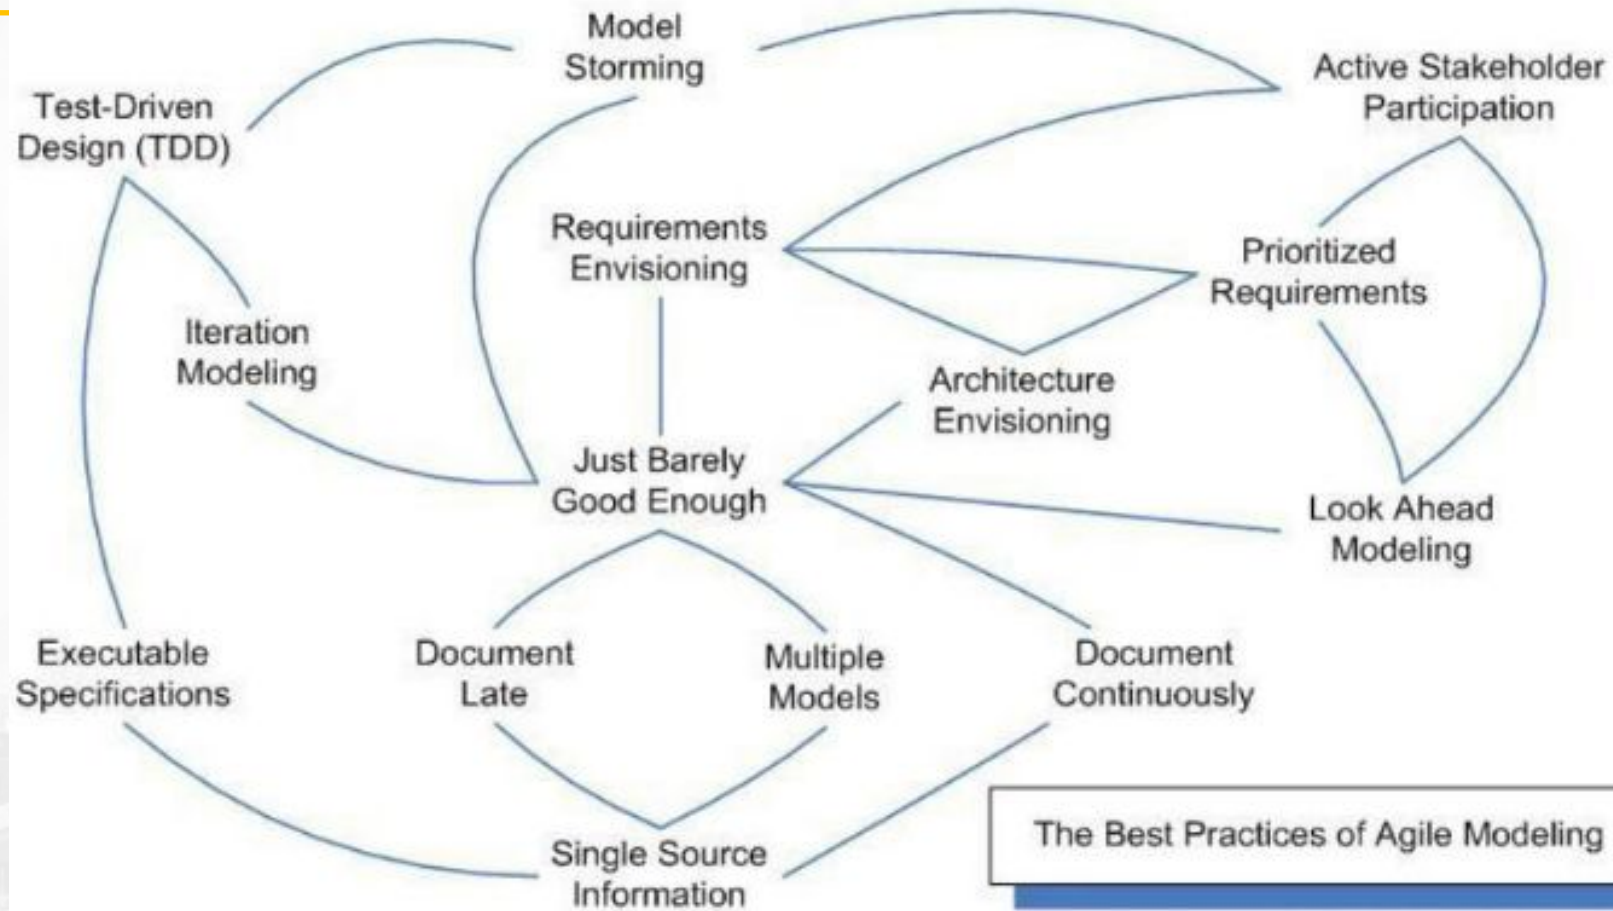 Model
Storming
Active Stakeholder
Participation
Test-Driven
Design (TDD)
Requirements
Envisioning
Prioritized
Requirements
Iteration
Modeling
Architecture
Envisioning
Just Barely
Good Enough
Look Ahead
Modeling
Executable
Specifications
Document
Late
Multiple
Models
Document
Continuously
Single Source
Information
The Best Practices of Agile Modeling